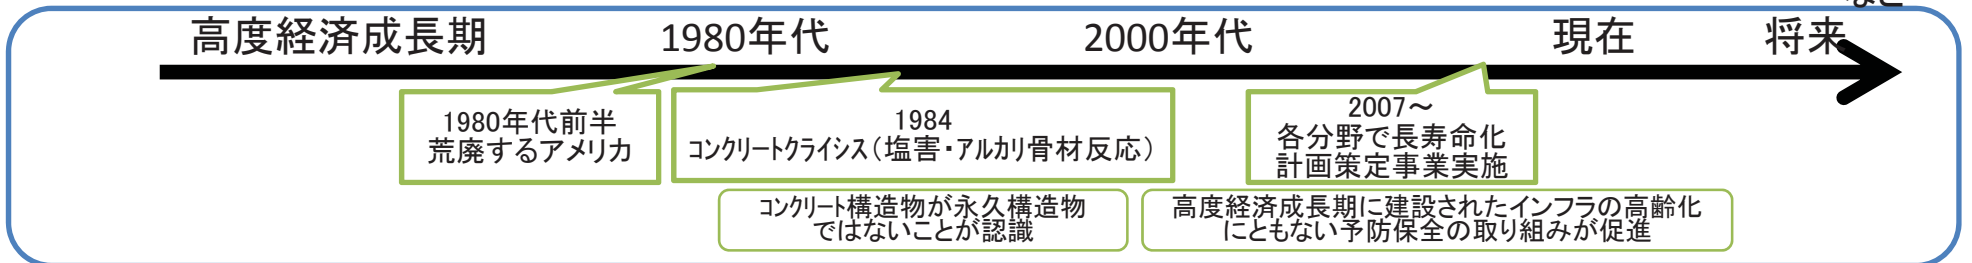 など
高度経済成長期 1980年代 2000年代 現在 将来
1980年代前半
荒廃するアメリカ
1984
コンクリートクライシス（塩害・アルカリ骨材反応）
2007～
各分野で長寿命化
計画策定事業実施
コンクリート構造物が永久構造物
ではないことが認識
高度経済成長期に建設されたインフラの高齢化
にともない予防保全の取り組みが促進